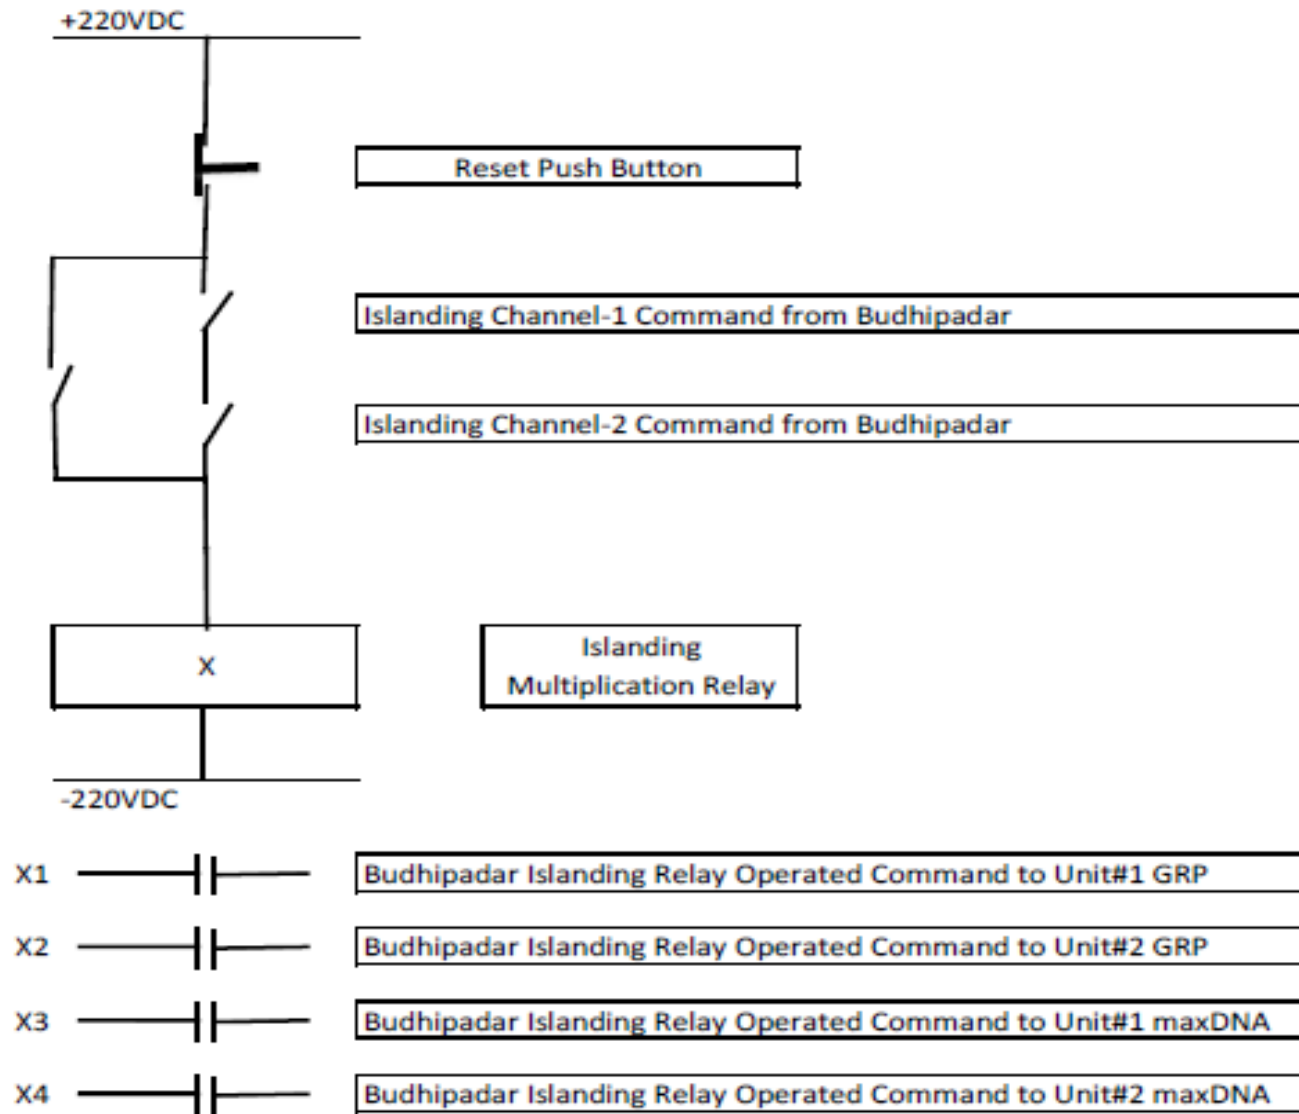 +220VDC
Reset Push Button
Islanding Channel-1 Command from Budhipadar
Islanding Channel-2 Command from Budhipadar
X
Islanding
Multiplication Relay
-220VDC
X1 Budhipadar Islanding Relay Operated Command to Unit#1 GRP
X2 Budhipadar Islanding Relay Operated Command to Unit#2 GRP
X3 Budhipadar Islanding Relay Operated Command to Unit#1 maxDNA
X4 Budhipadar Islanding Relay Operated Command to Unit#2 maxDNA